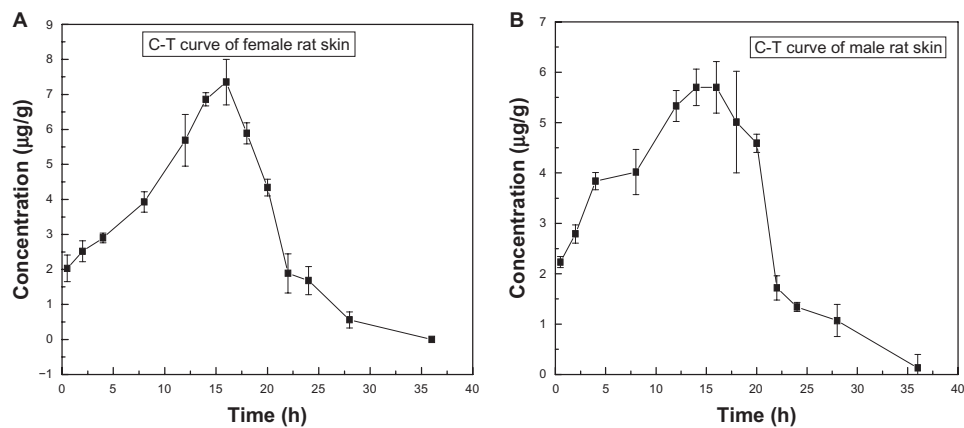 A
C-T curve of female rat skin
9
8
7
6
5
4
3
2
1
0
−1
Concentration (µg/g)
0 5 10 15 20 25 30 35 40
Time (h)
B
C-T curve of male rat skin
7
6
5
4
3
2
1
0
Concentration (µg/g)
0 5 10 15 20 25 30 35 40
Time (h)